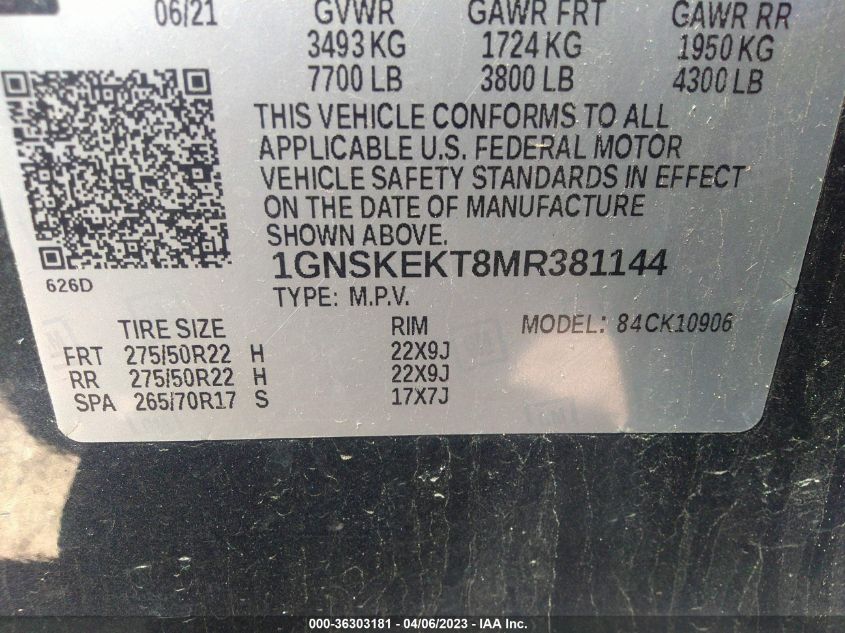 06/21 GVWR GAWR FRT GAWR RR
3493 KG 1724 KG 1950 KG
7700 LB 3800 LB 4300 LB
THIS VEHICLE CONFORMS TO ALL
APPLICABLE U.S. FEDERAL MOTOR
VEHICLE SAFETY STANDARDS IN EFFECT
ON THE DATE OF MANUFACTURE
SHOWN ABOVE.
1GNSKEKT8MR381144
626D
TYPE: M.P.V.
TIRE SIZE RIM MODEL: 84CK10906
FRT 275/50R22 H 22X9J
RR 275/50R22 H 22X9J
SPA 265/70R17 S 17X7J
000-36303181 - 04/06/2023 - IAA Inc.